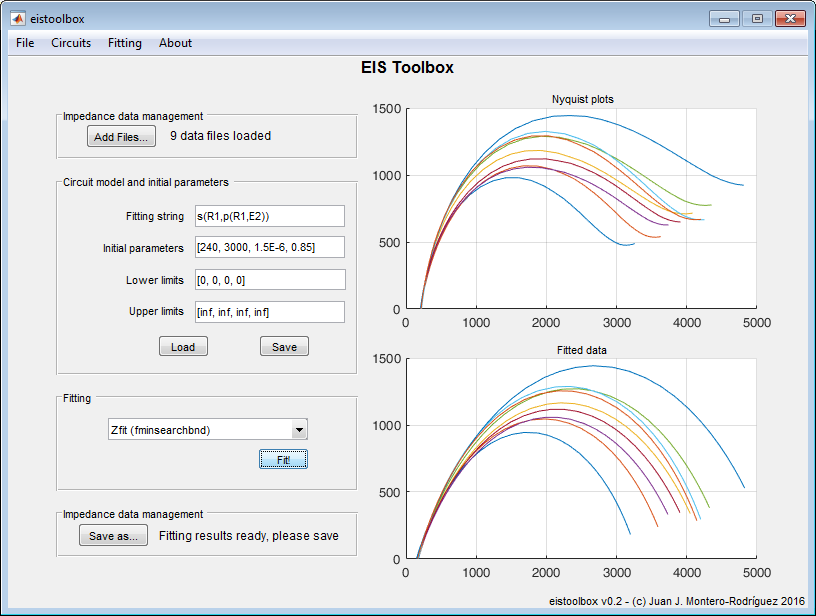 eistoolbox
File Circuits Fitting About
EIS Toolbox
Impedance data management
Add Files... 9 data files loaded
Circuit model and initial parameters
Fitting string s(R1,p(R1,E2))
Initial parameters [240, 3000, 1.5E-6, 0.85]
Lower limits [0, 0, 0, 0]
Upper limits [inf, inf, inf, inf]
Load Save
Fitting
Zfit (fminsearchbnd)
Fit!
Impedance data management
Save as... Fitting results ready, please save
Nyquist plots
1500
1000
500
0
0 1000 2000 3000 4000 5000
Fitted data
1500
1000
500
0
0 1000 2000 3000 4000 5000
eistoolbox v0.2 - (c) Juan J. Montero-Rodríguez 2016